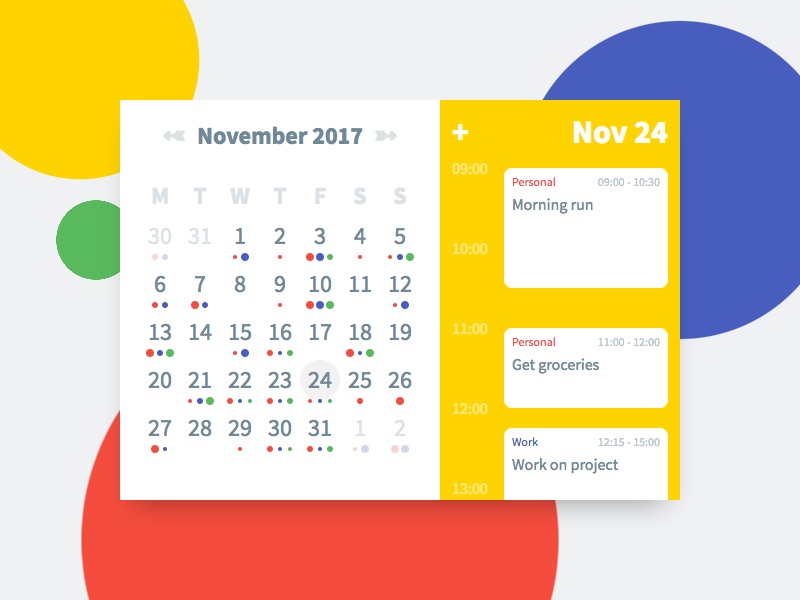 November 2017
M T W T F S S
30 31 1 2 3 4 5
6 7 8 9 10 11 12
13 14 15 16 17 18 19
20 21 22 23 24 25 26
27 28 29 30 31 1 2
+ Nov 24
09:00
Personal 09:00 - 10:30
Morning run
10:00
11:00
Personal 11:00 - 12:00
Get groceries
12:00
Work 12:15 - 15:00
Work on project
13:00